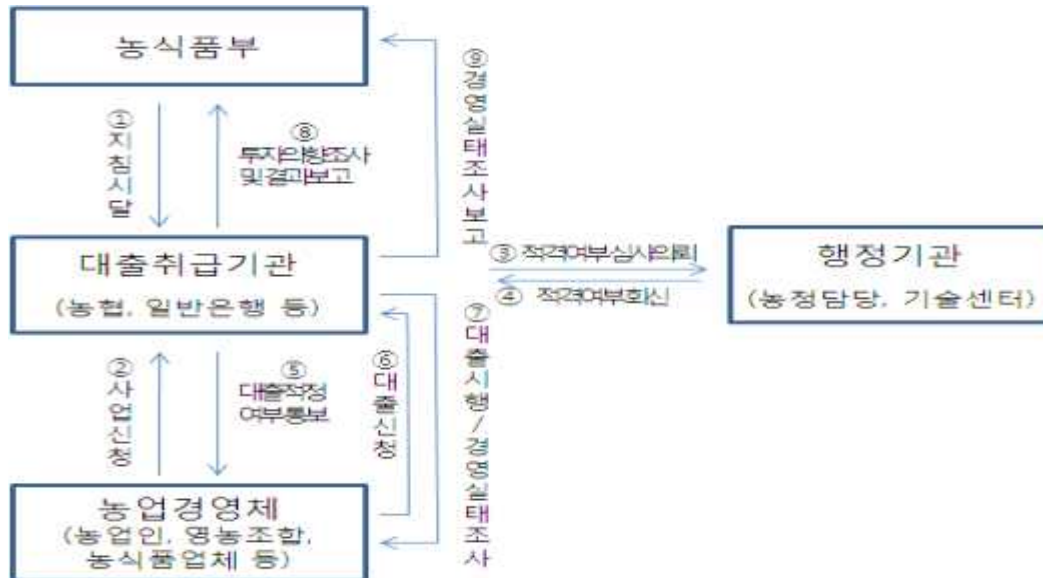 농식품부
①
지
침
시
달
⑧
투자의향조사
및결과보고
⑨
경
영
실
태
조
사
보
고
대출취급기관
(농협, 일반은행 등)
③ 적격여부심사의뢰
④ 적격여부회신
행정기관
(농정담당, 기술센터)
②
사
업
신
청
⑤
대출적정
여부통보
⑥
대
출
신
청
⑦
대
출
시
행
/
경
영
실
태
조
사
농업경영체
(농업인, 영농조합,
농식품업체 등)